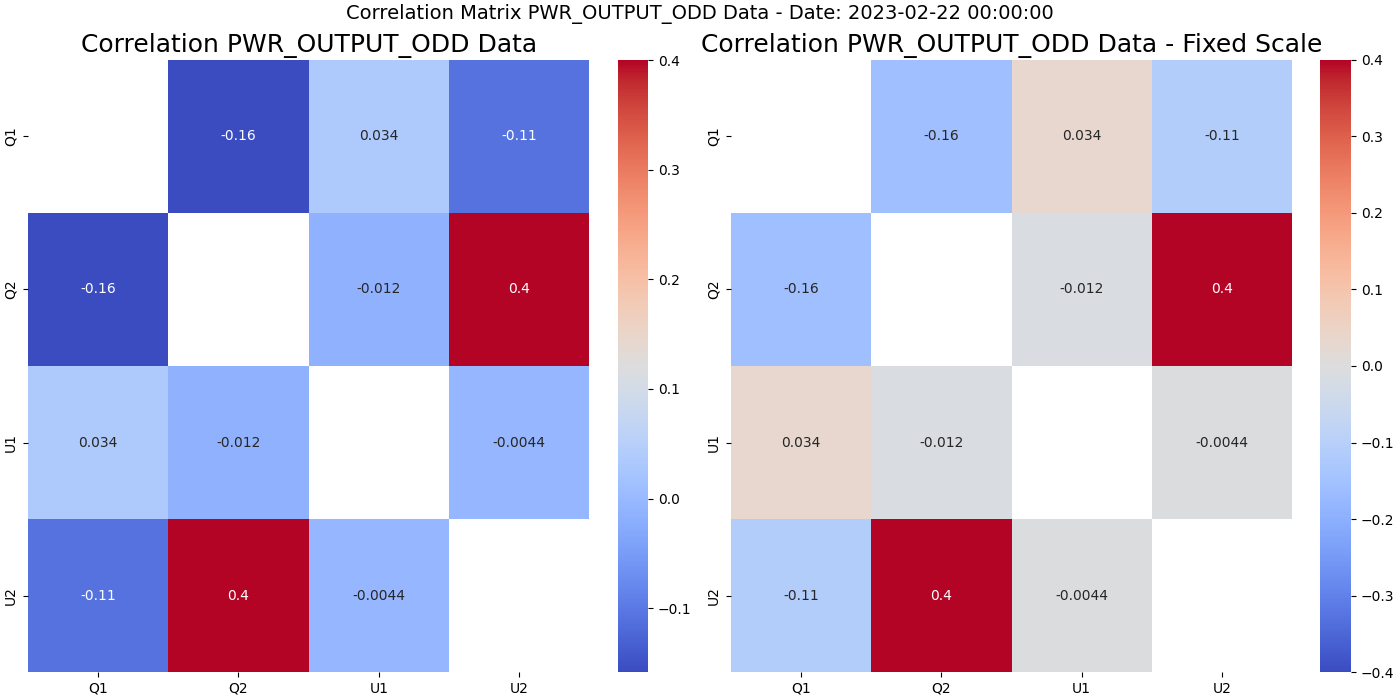 Correlation Matrix PWR_OUTPUT_ODD Data - Date: 2023-02-22 00:00:00
Correlation PWR_OUTPUT_ODD Data
Q1
Q2
U1
U2
-0.16
0.034
-0.11
-0.16
-0.012
0.4
0.034
-0.012
-0.0044
-0.11
0.4
-0.0044
Q1
Q2
U1
U2
0.4
0.3
0.2
0.1
0.0
−0.1
Correlation PWR_OUTPUT_ODD Data - Fixed Scale
Q1
Q2
U1
U2
-0.16
0.034
-0.11
-0.16
-0.012
0.4
0.034
-0.012
-0.0044
-0.11
0.4
-0.0044
Q1
Q2
U1
U2
0.4
0.3
0.2
0.1
0.0
−0.1
−0.2
−0.3
−0.4